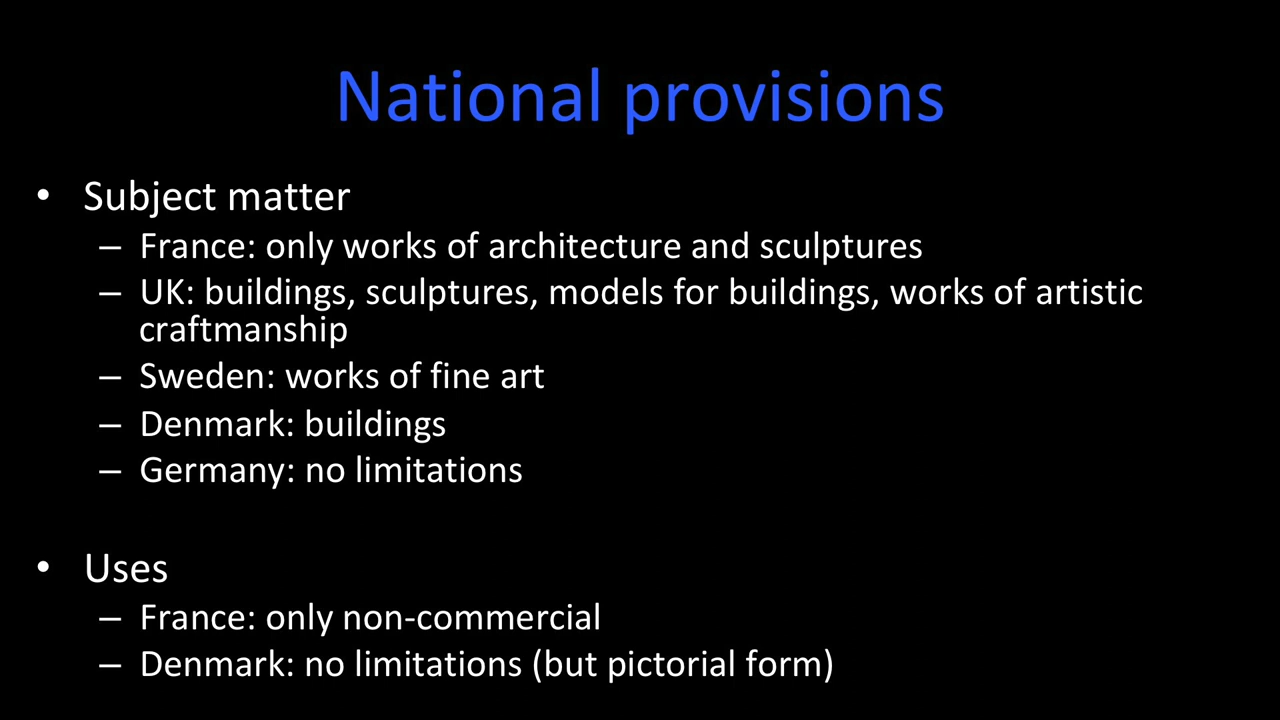 National provisions
• Subject matter
– France: only works of architecture and sculptures
– UK: buildings, sculptures, models for buildings, works of artistic
craftmanship
– Sweden: works of fine art
– Denmark: buildings
– Germany: no limitations
• Uses
– France: only non-commercial
– Denmark: no limitations (but pictorial form)